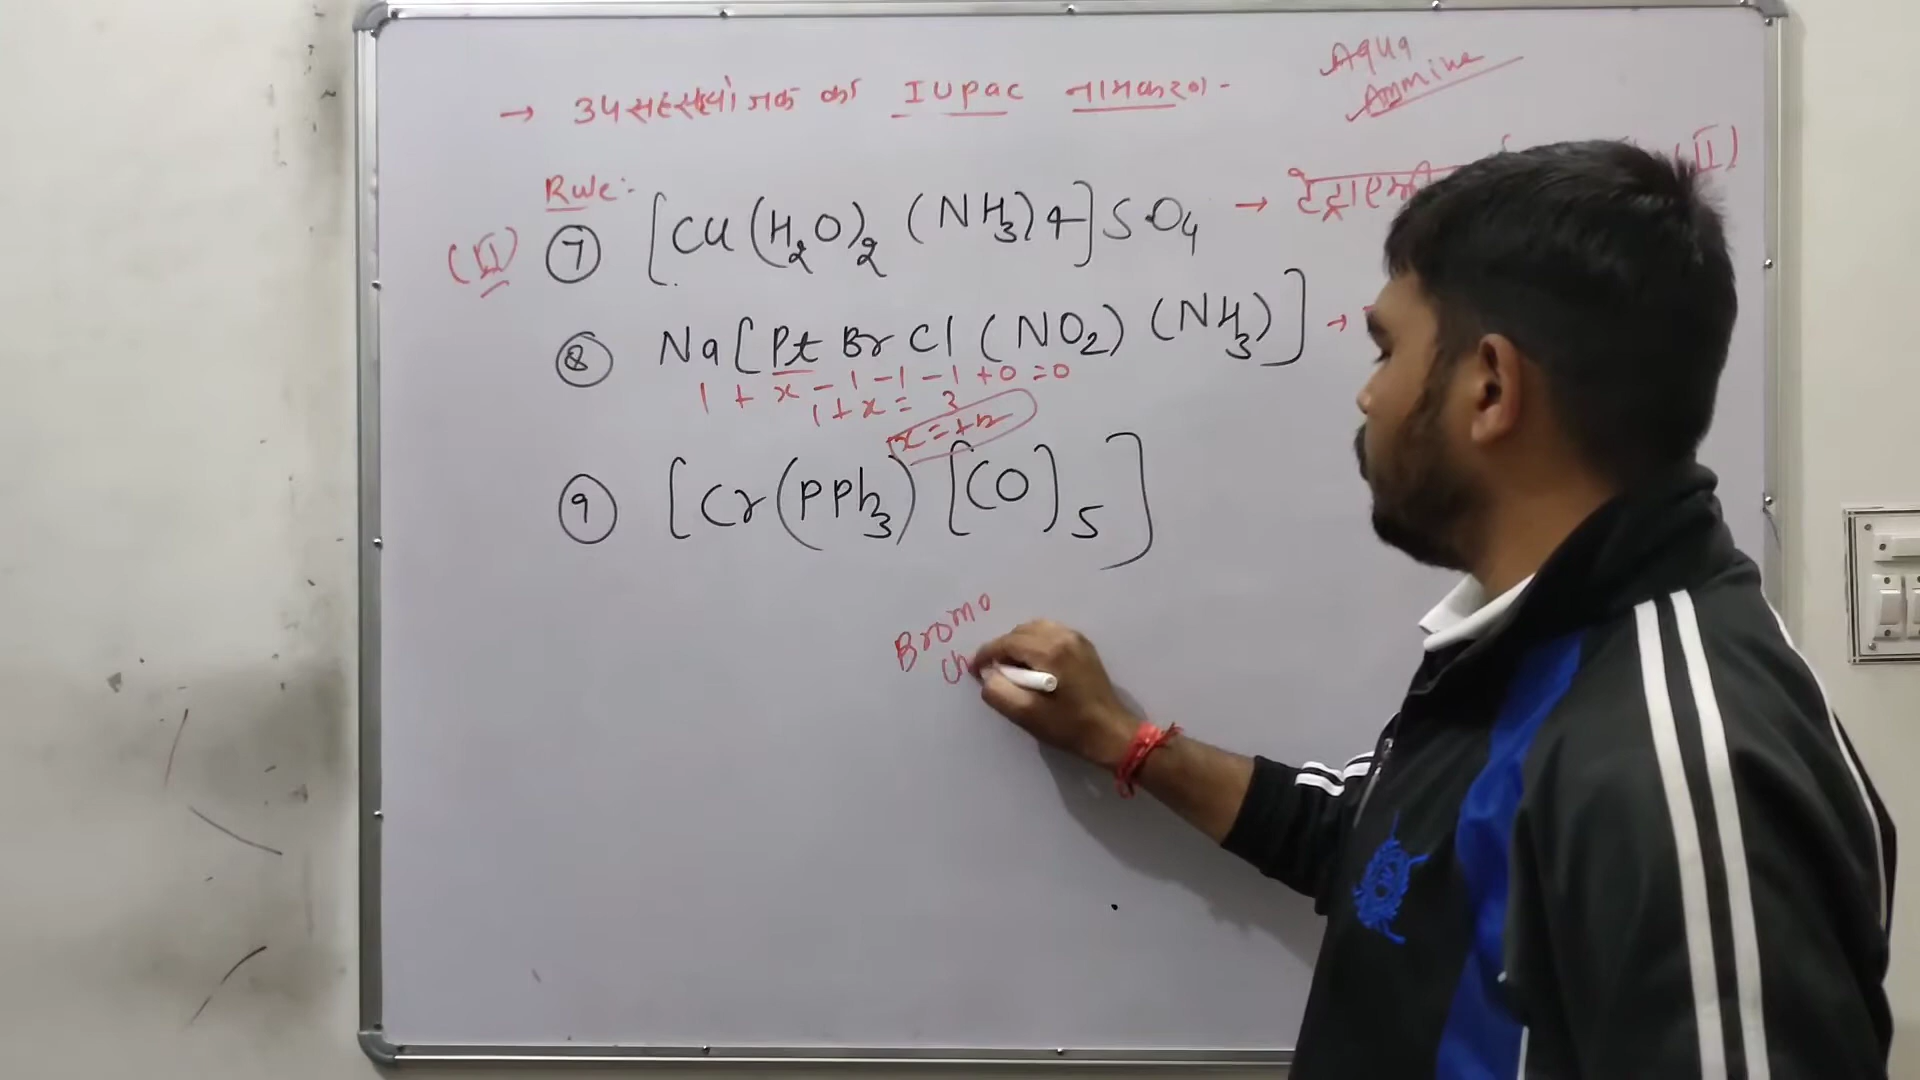 → उपसहसंयोजक का IUPAC नामकरण -
Aqua
Ammine
Rule:-
(II) ⑦ [Cu(H₂O)₂ (NH₃)4]SO₄ → टेट्राएमीन (II)
⑧ Na[Pt Br Cl (NO₂) (NH₃)] →
1 + x - 1 - 1 - 1 + 0 = 0
1 + x = 3
x = +2
⑨ [Cr(PPh₃) [CO]₅]
Bromo
Ch